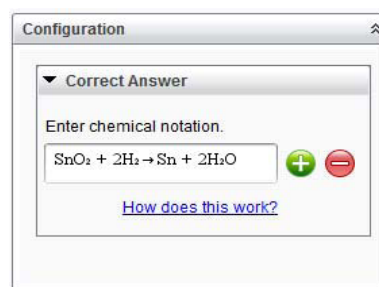 Configuration
Correct Answer
Enter chemical notation.
SnO₂ + 2H₂→Sn + 2H₂O
How does this work?